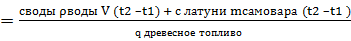 = своды ρводы V (t2 –t1) + с латуни mсамовара (t2 –t1 )
q древесное топливо